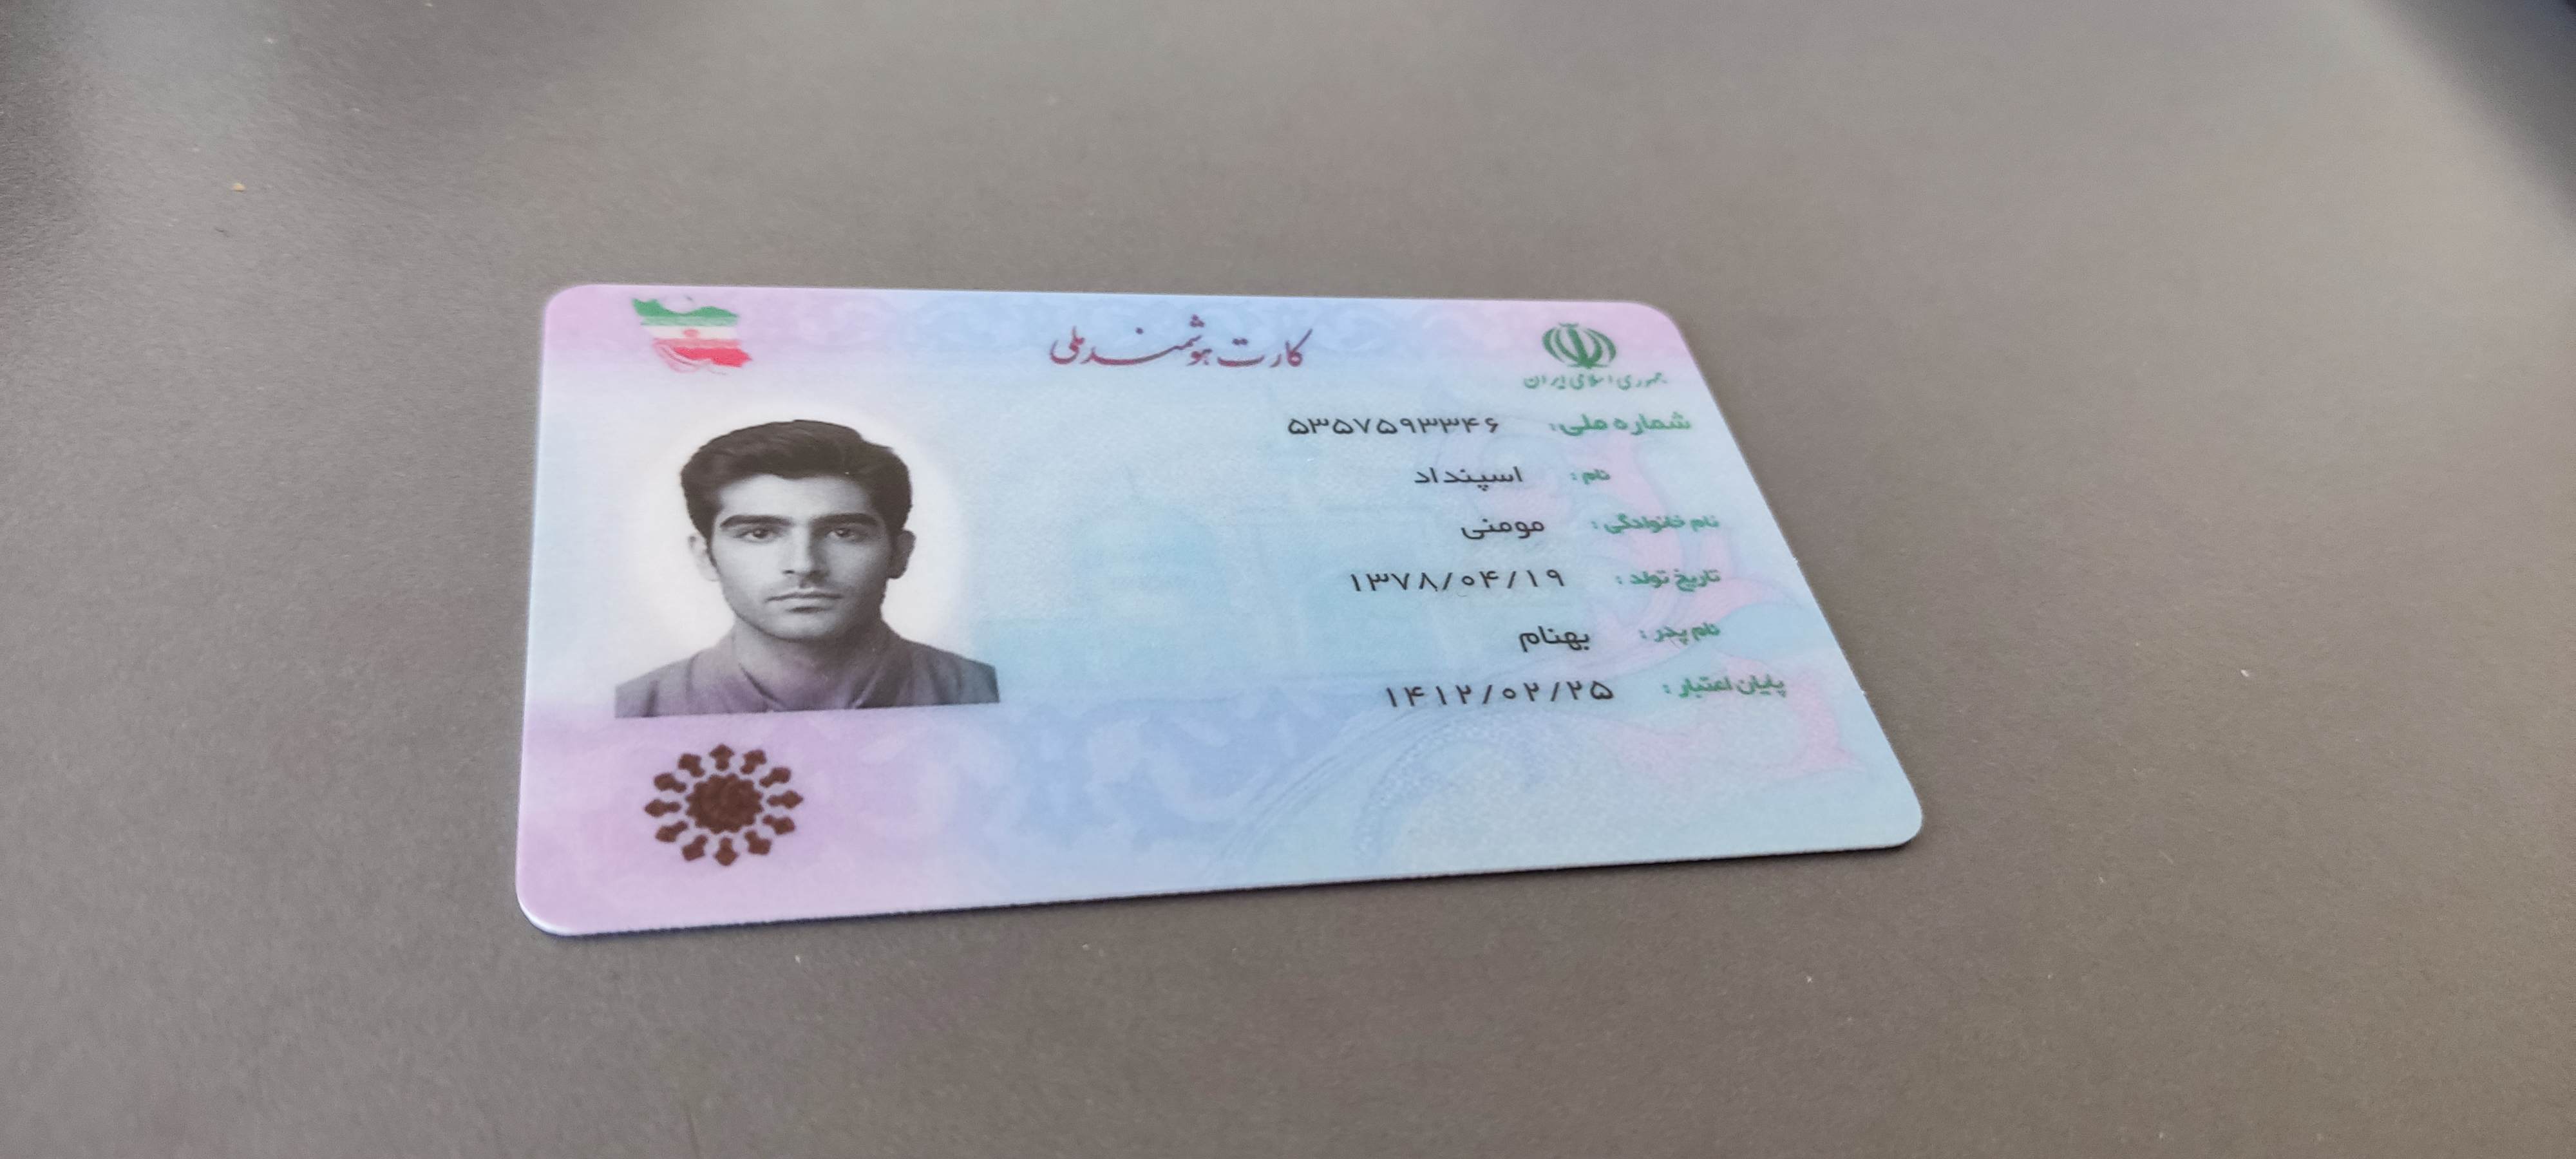 کارت هوشمند ملی
جمهوری اسلامی ایران
شماره ملی: ۵۳۵۷۵۹۳۳۴۶
نام: اسپنداد
نام خانوادگی: مومنی
تاریخ تولد: ۱۳۷۸/۰۴/۱۹
نام پدر: بهنام
پایان اعتبار: ۱۴۱۲/۰۲/۲۵